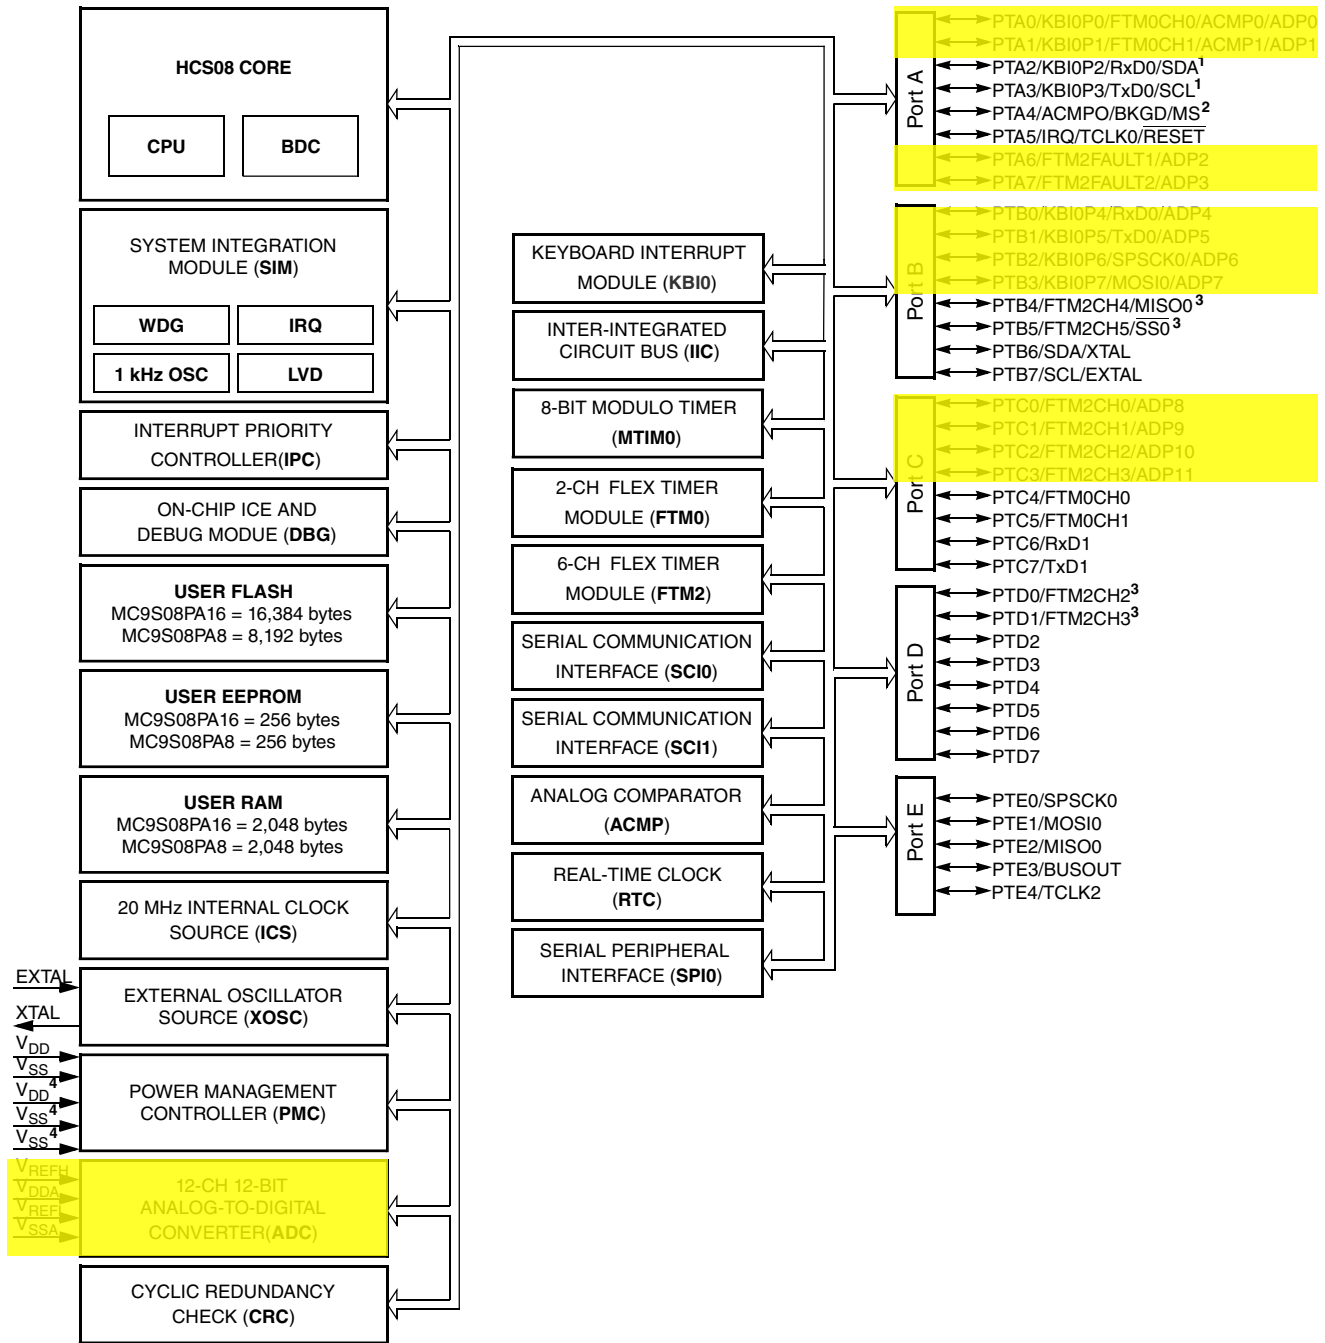 HCS08 CORE
CPU
BDC
SYSTEM INTEGRATION
MODULE (SIM)
WDG
IRQ
1 kHz OSC
LVD
INTERRUPT PRIORITY
CONTROLLER(IPC)
ON-CHIP ICE AND
DEBUG MODUE (DBG)
USER FLASH
MC9S08PA16 = 16,384 bytes
MC9S08PA8 = 8,192 bytes
USER EEPROM
MC9S08PA16 = 256 bytes
MC9S08PA8 = 256 bytes
USER RAM
MC9S08PA16 = 2,048 bytes
MC9S08PA8 = 2,048 bytes
20 MHz INTERNAL CLOCK
SOURCE (ICS)
EXTAL
XTAL
EXTERNAL OSCILLATOR
SOURCE (XOSC)
VDD
VSS
VDD4
VSS4
VSS4
POWER MANAGEMENT
CONTROLLER (PMC)
VREFH
VDDA
VREFL
VSSA
12-CH 12-BIT
ANALOG-TO-DIGITAL
CONVERTER(ADC)
CYCLIC REDUNDANCY
CHECK (CRC)
KEYBOARD INTERRUPT
MODULE (KBI0)
INTER-INTEGRATED
CIRCUIT BUS (IIC)
8-BIT MODULO TIMER
(MTIM0)
2-CH FLEX TIMER
MODULE (FTM0)
6-CH FLEX TIMER
MODULE (FTM2)
SERIAL COMMUNICATION
INTERFACE (SCI0)
SERIAL COMMUNICATION
INTERFACE (SCI1)
ANALOG COMPARATOR
(ACMP)
REAL-TIME CLOCK
(RTC)
SERIAL PERIPHERAL
INTERFACE (SPI0)
Port A
PTA0/KBI0P0/FTM0CH0/ACMP0/ADP0
PTA1/KBI0P1/FTM0CH1/ACMP1/ADP1
PTA2/KBI0P2/RxD0/SDA1
PTA3/KBI0P3/TxD0/SCL1
PTA4/ACMPO/BKGD/MS2
PTA5/IRQ/TCLK0/RESET
PTA6/FTM2FAULT1/ADP2
PTA7/FTM2FAULT2/ADP3
Port B
PTB0/KBI0P4/RxD0/ADP4
PTB1/KBI0P5/TxD0/ADP5
PTB2/KBI0P6/SPSCK0/ADP6
PTB3/KBI0P7/MOSI0/ADP7
PTB4/FTM2CH4/MISO03
PTB5/FTM2CH5/SS03
PTB6/SDA/XTAL
PTB7/SCL/EXTAL
Port C
PTC0/FTM2CH0/ADP8
PTC1/FTM2CH1/ADP9
PTC2/FTM2CH2/ADP10
PTC3/FTM2CH3/ADP11
PTC4/FTM0CH0
PTC5/FTM0CH1
PTC6/RxD1
PTC7/TxD1
Port D
PTD0/FTM2CH23
PTD1/FTM2CH33
PTD2
PTD3
PTD4
PTD5
PTD6
PTD7
Port E
PTE0/SPSCK0
PTE1/MOSI0
PTE2/MISO0
PTE3/BUSOUT
PTE4/TCLK2